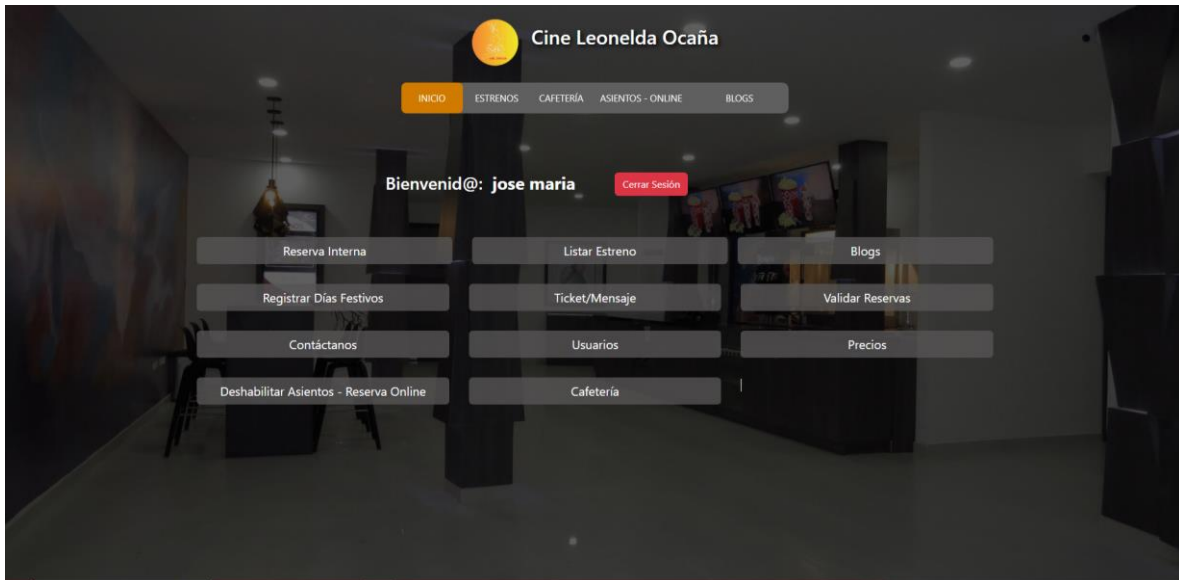 Cine Leonelda Ocaña
INICIO ESTRENOS CAFETERÍA ASIENTOS - ONLINE BLOGS
Bienvenid@: jose maria Cerrar Sesión
Reserva Interna Listar Estreno Blogs
Registrar Días Festivos Ticket/Mensaje Validar Reservas
Contáctanos Usuarios Precios
Deshabilitar Asientos - Reserva Online Cafetería